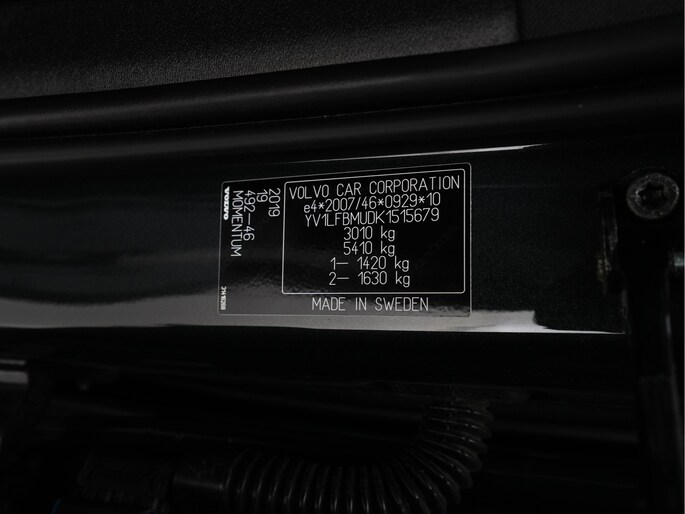 VOLVO CAR CORPORATION
e4*2007/46*0929*10
YV1LFBMUDK1515679
3010 kg
5410 kg
1- 1420 kg
2- 1630 kg
MADE IN SWEDEN
2019
19
492-46
MOMENTUM
VOLVO